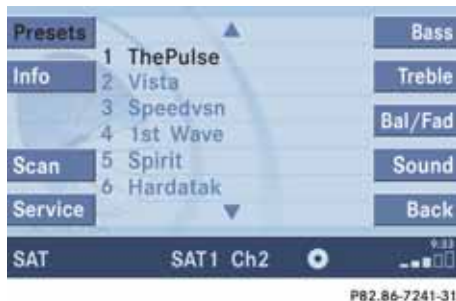 Presets
Bass
1 ThePulse
Info
2 Vista
Treble
3 Speedvsn
Bal/Fad
4 1st Wave
Scan
5 Spirit
Sound
6 Hardatak
Service
Back
SAT
SAT1 Ch2
9:33
P82.86-7241-31